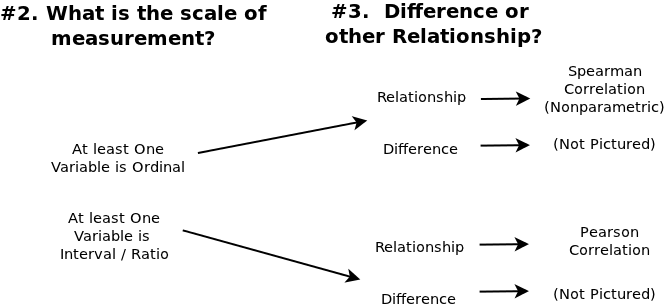 #2. What is the scale of
measurement?
#3.  Difference or
other Relationship?
At least One
Variable is Ordinal
Relationship
Spearman
Correlation
(Nonparametric)
Difference
(Not Pictured)
At least One
Variable is
Interval / Ratio
Relationship
Pearson
Correlation
Difference
(Not Pictured)